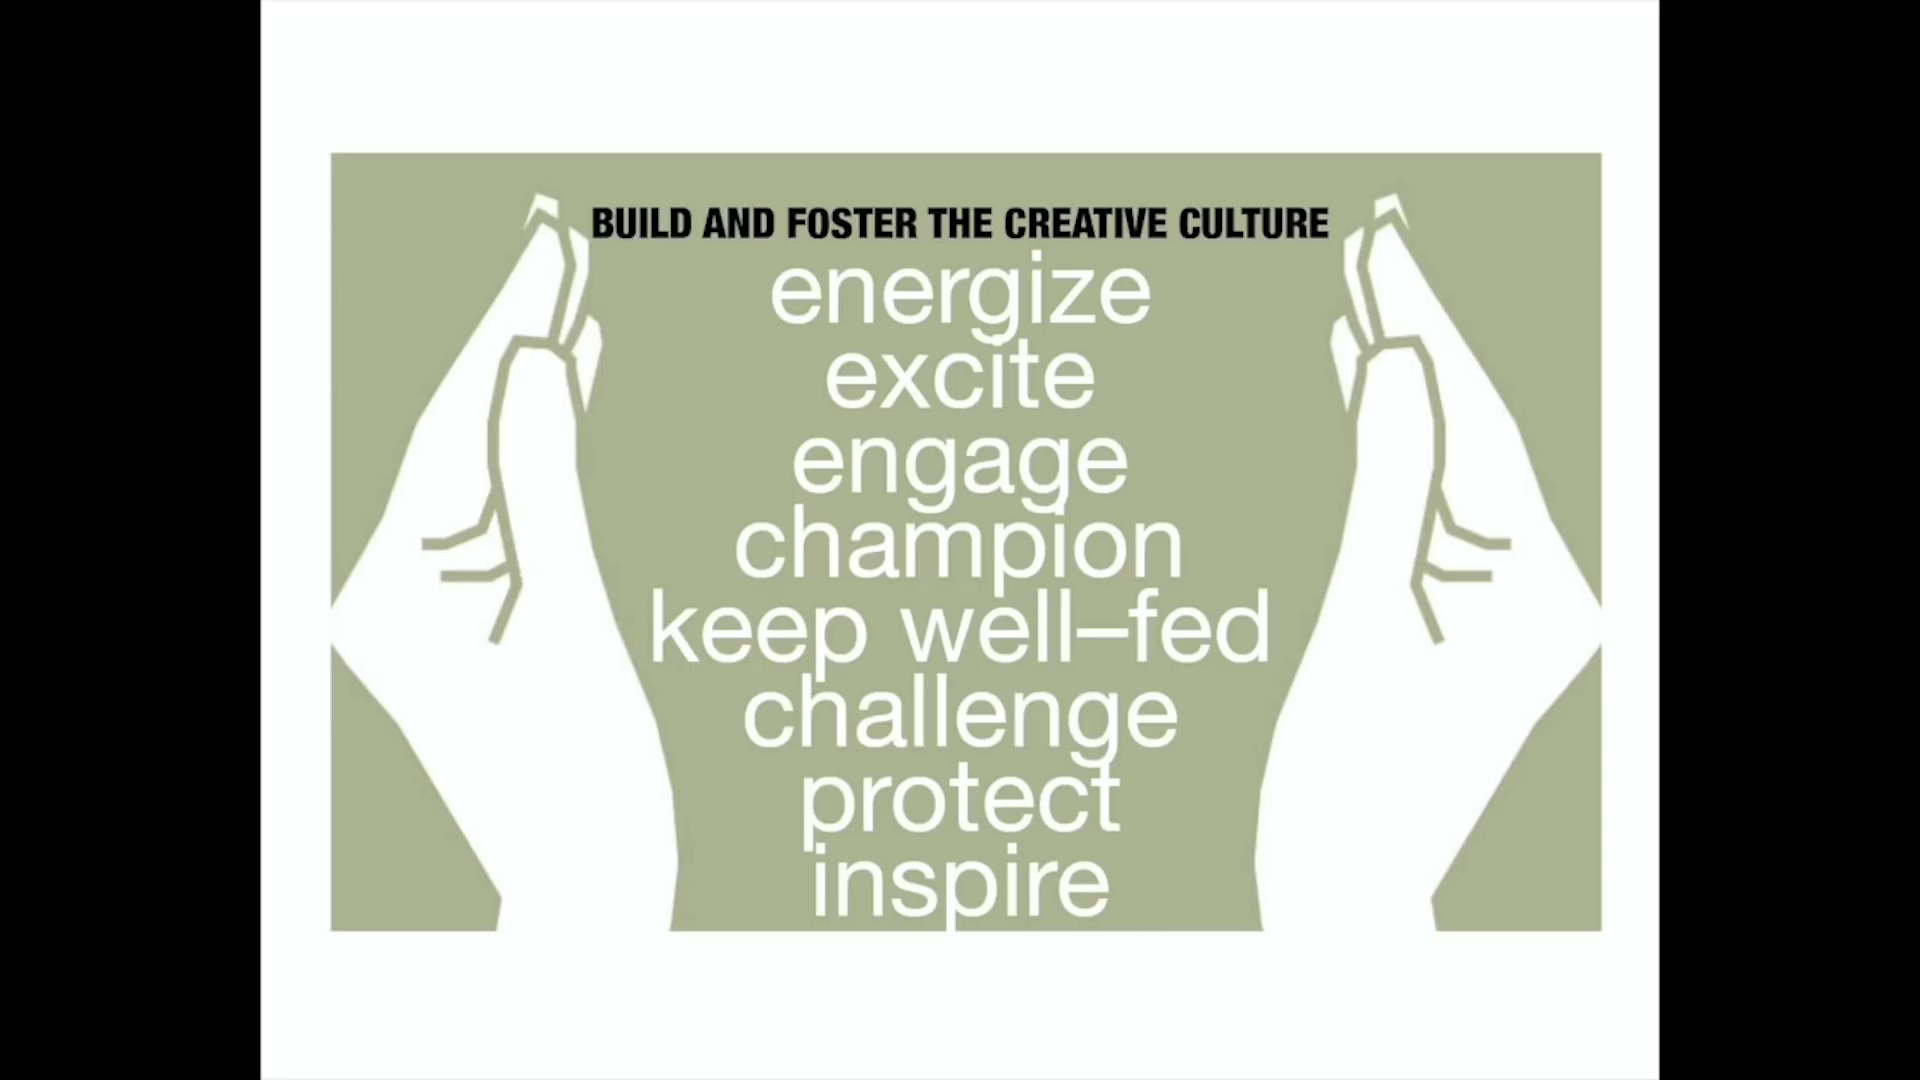 BUILD AND FOSTER THE CREATIVE CULTURE
energize
excite
engage
champion
keep well–fed
challenge
protect
inspire